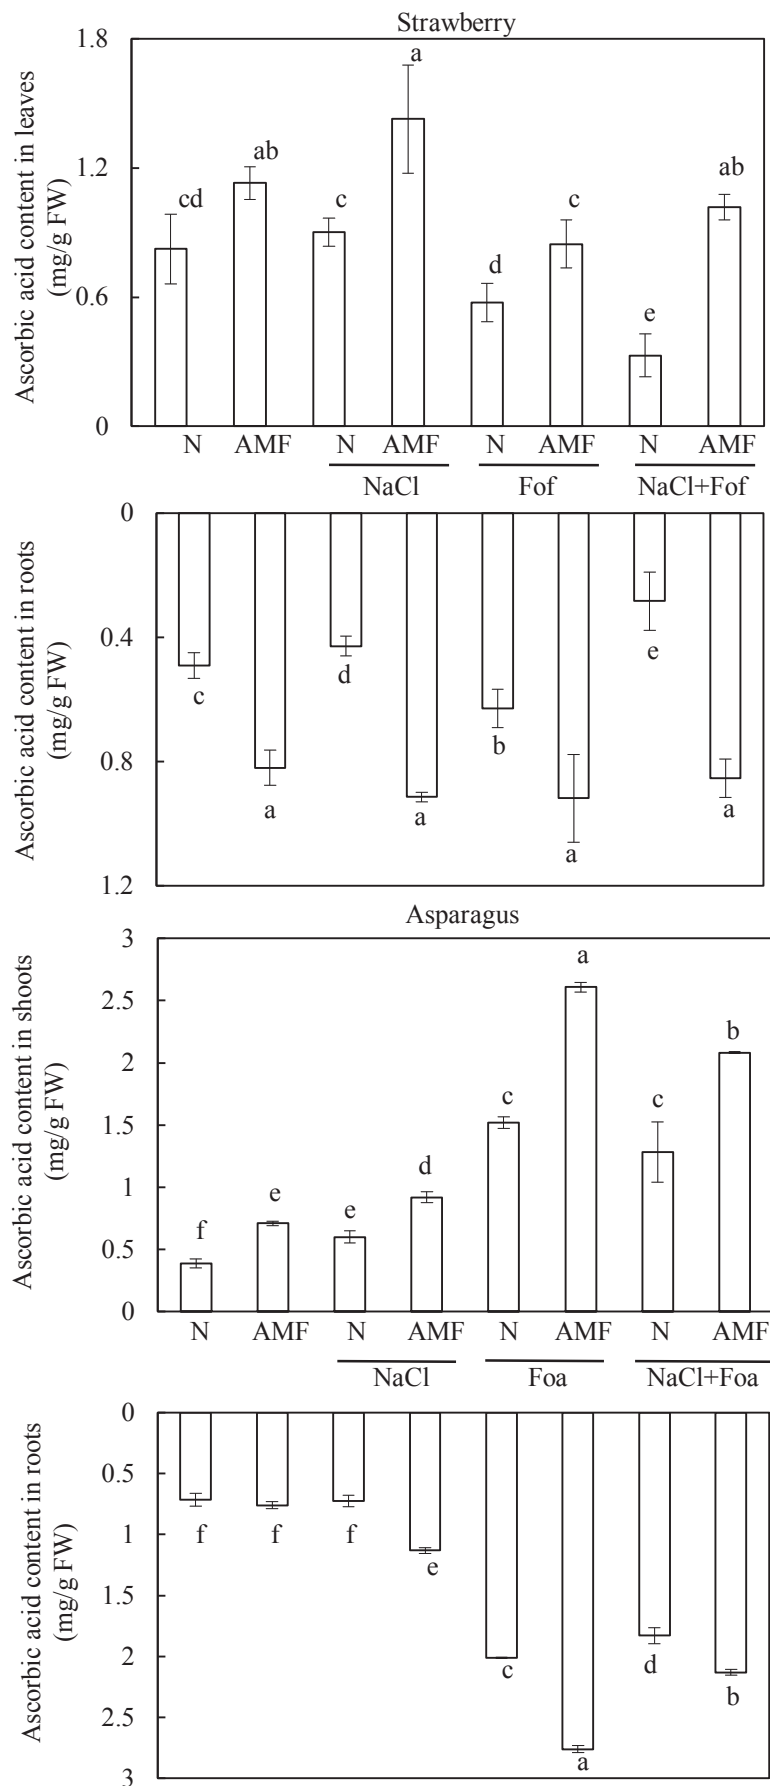 Strawberry
Ascorbic acid content in leaves
(mg/g FW)
1.8
1.2
0.6
0
cd
ab
c
a
d
c
e
ab
N AMF N AMF N AMF N AMF
NaCl Fof NaCl+Fof
Ascorbic acid content in roots
(mg/g FW)
0
0.4
0.8
1.2
c
a
d
a
b
a
e
a
Asparagus
Ascorbic acid content in shoots
(mg/g FW)
3
2.5
2
1.5
1
0.5
0
f
e
e
d
c
a
c
b
N AMF N AMF N AMF N AMF
NaCl Foa NaCl+Foa
Ascorbic acid content in roots
(mg/g FW)
0
0.5
1
1.5
2
2.5
3
f
f
f
e
c
a
d
b